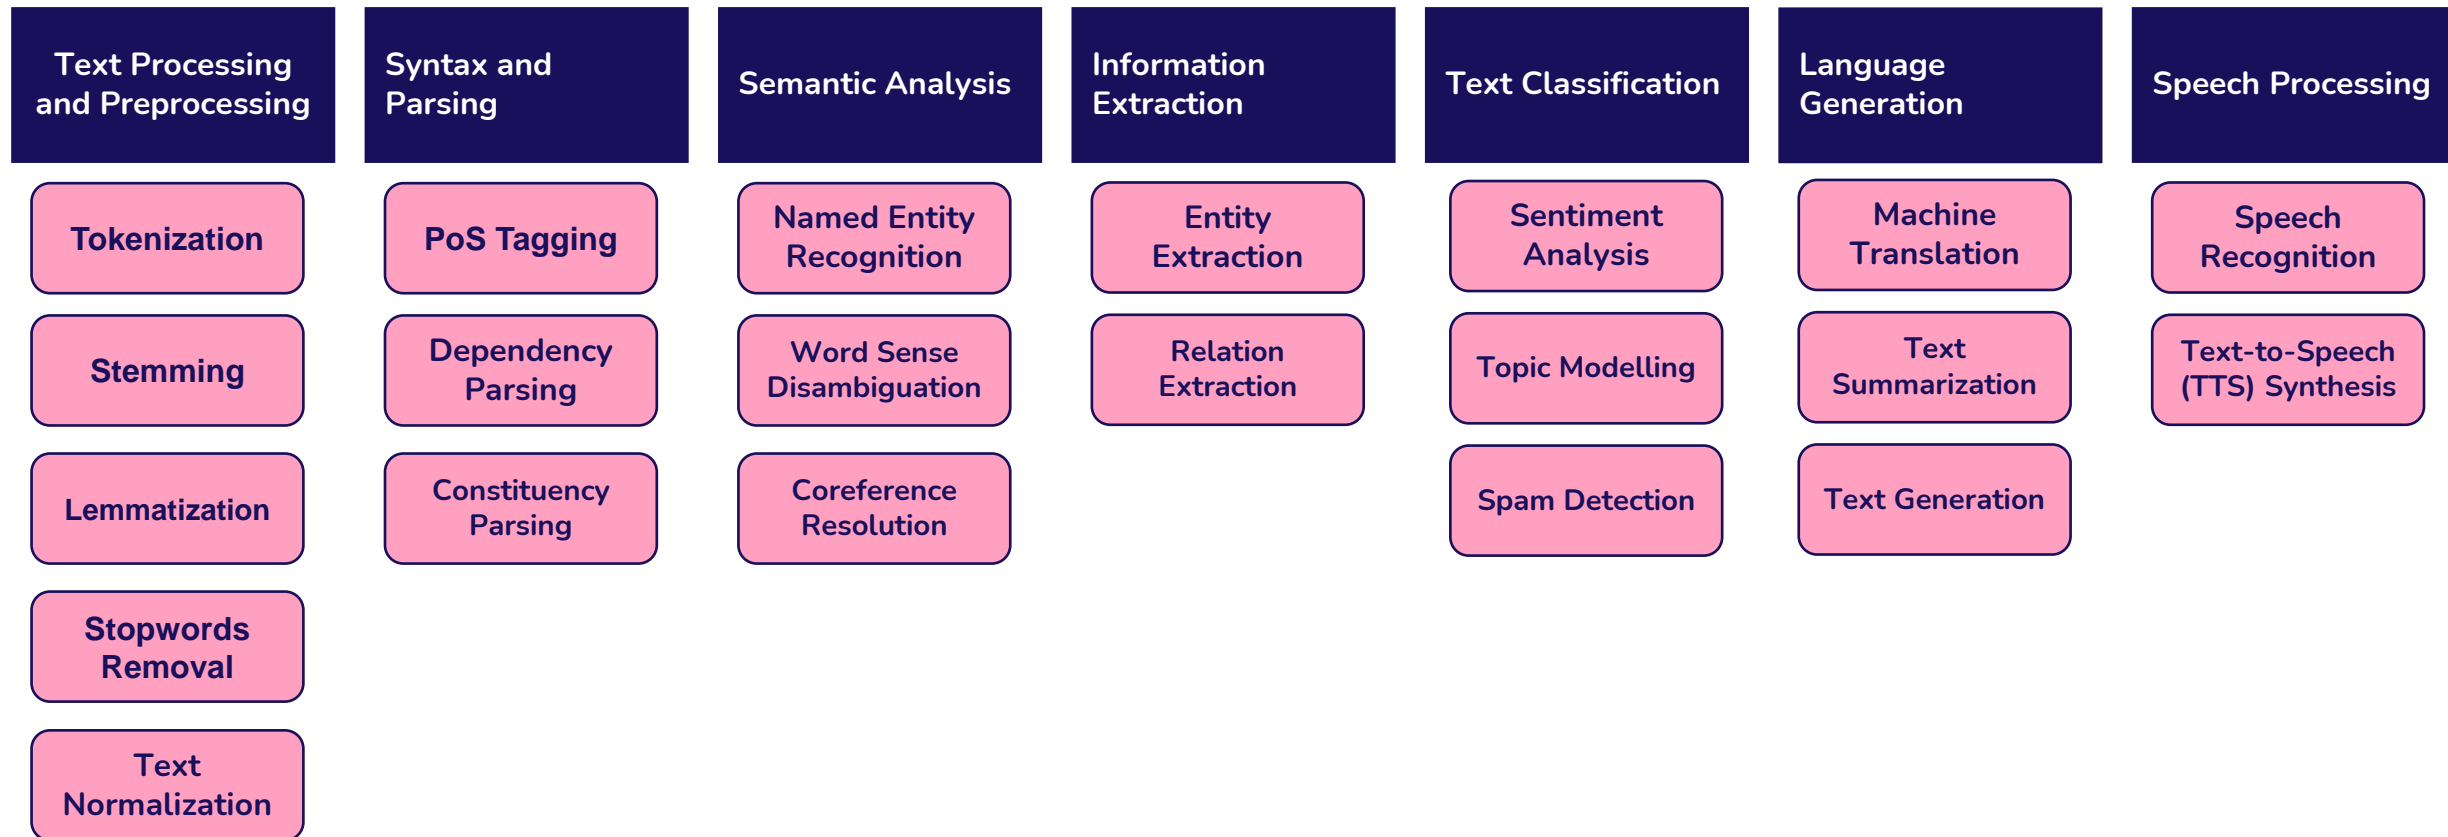 Text Processing
and Preprocessing
Tokenization
Stemming
Lemmatization
Stopwords
Removal
Text
Normalization
Syntax and
Parsing
PoS Tagging
Dependency
Parsing
Constituency
Parsing
Semantic Analysis
Named Entity
Recognition
Word Sense
Disambiguation
Coreference
Resolution
Information
Extraction
Entity
Extraction
Relation
Extraction
Text Classification
Sentiment
Analysis
Topic Modelling
Spam Detection
Language
Generation
Machine
Translation
Text
Summarization
Text Generation
Speech Processing
Speech
Recognition
Text-to-Speech
(TTS) Synthesis